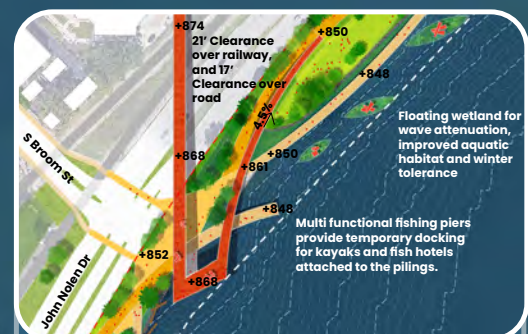 +874
21' Clearance
over railway,
and 17'
Clearance over
road
+850
+848
4.5%
Floating wetland for
wave attenuation,
improved aquatic
habitat and winter
tolerance
S Broom St
+868
+850
+861
+848
Multi functional fishing piers
provide temporary docking
for kayaks and fish hotels
attached to the pilings.
+852
+868
John Nolen Dr